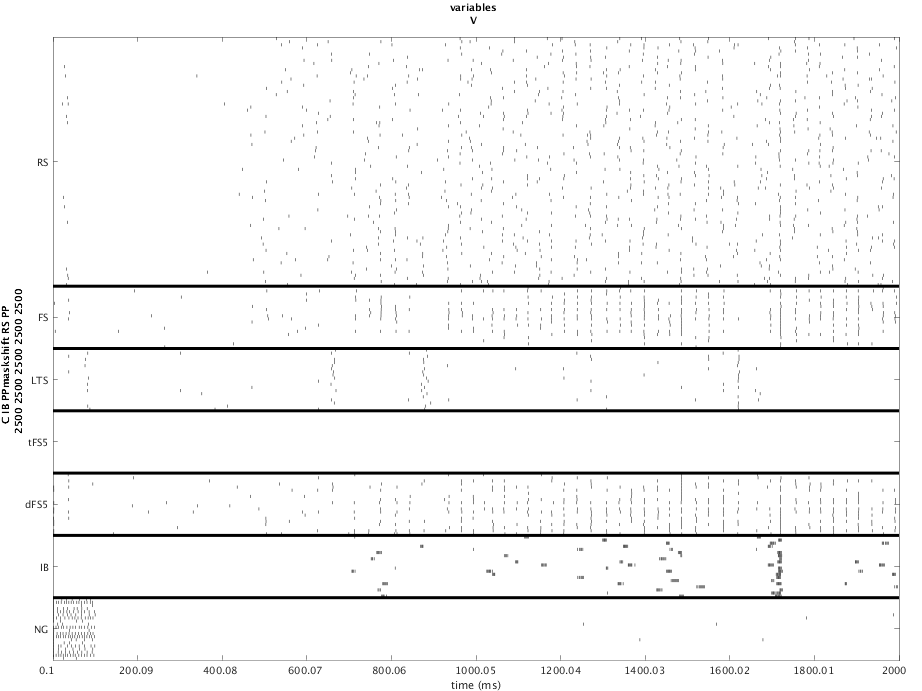 variables
V
RS
FS
LTS
tFS5
dFS5
IB
NG
C IB PPmaskshift RS PP
2500 2500 2500 2500 2500
0.1 200.09 400.08 600.07 800.06 1000.05 1200.04 1400.03 1600.02 1800.01 2000
time (ms)